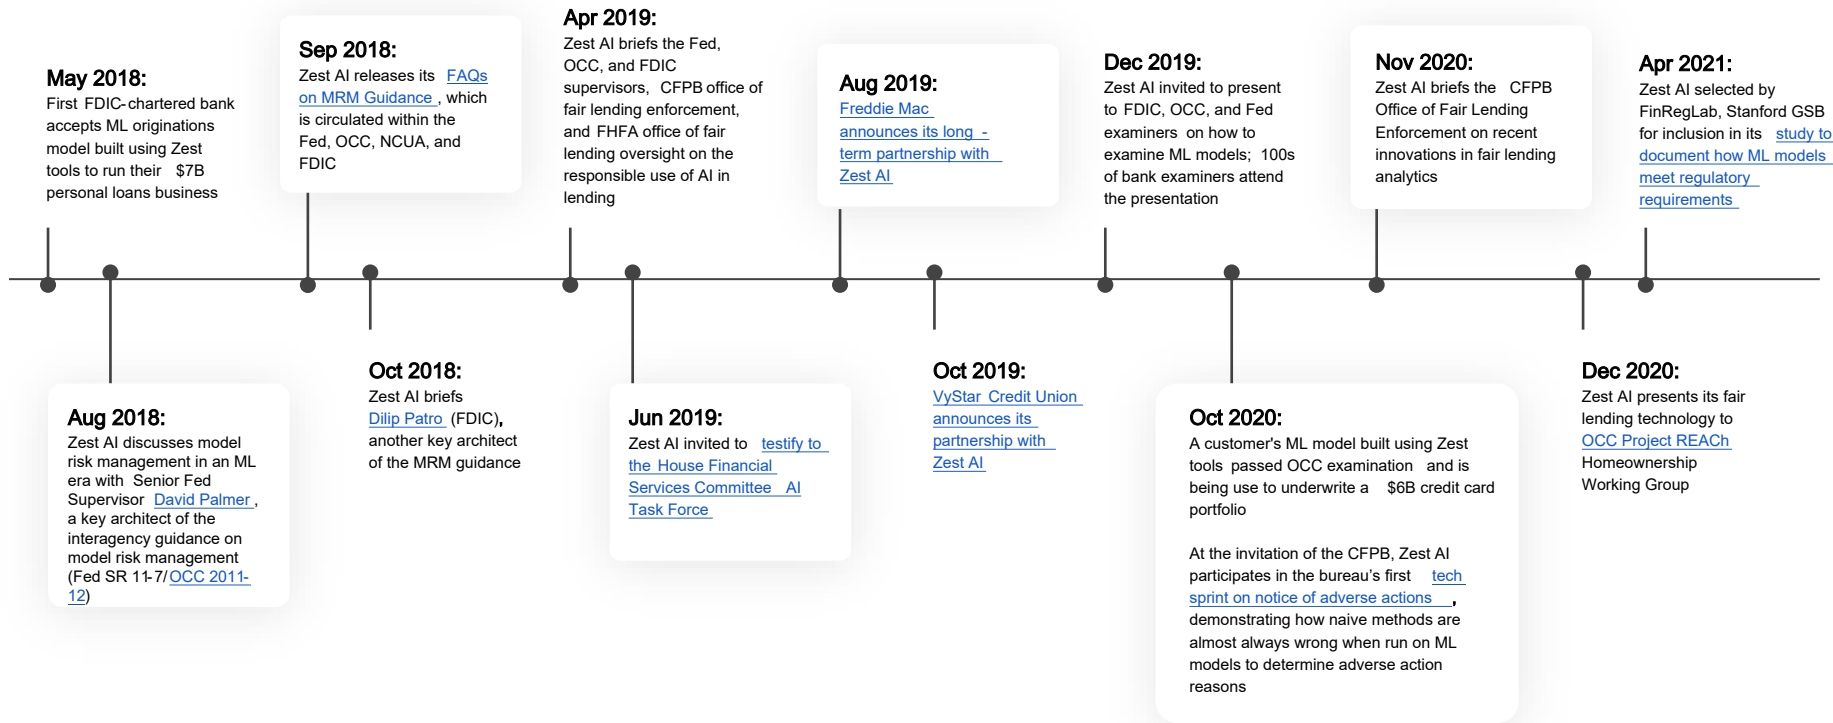 May 2018:
First FDIC-chartered bank
accepts ML originations
model built using Zest
tools to run their $7B
personal loans business
Aug 2018:
Zest AI discusses model
risk management in an ML
era with Senior Fed
Supervisor David Palmer ,
a key architect of the
interagency guidance on
model risk management
(Fed SR 11-7/OCC 2011-
12)
Sep 2018:
Zest AI releases its FAQs
on MRM Guidance , which
is circulated within the
Fed, OCC, NCUA, and
FDIC
Oct 2018:
Zest AI briefs
Dilip Patro (FDIC),
another key architect
of the MRM guidance
Apr 2019:
Zest AI briefs the Fed,
OCC, and FDIC
supervisors, CFPB office of
fair lending enforcement,
and FHFA office of fair
lending oversight on the
responsible use of AI in
lending
Jun 2019:
Zest AI invited to testify to
the House Financial
Services Committee AI
Task Force
Aug 2019:
Freddie Mac
announces its long -
term partnership with
Zest AI
Oct 2019:
VyStar Credit Union
announces its
partnership with
Zest AI
Dec 2019:
Zest AI invited to present
to FDIC, OCC, and Fed
examiners on how to
examine ML models; 100s
of bank examiners attend
the presentation
Oct 2020:
A customer's ML model built using Zest
tools passed OCC examination and is
being use to underwrite a $6B credit card
portfolio
At the invitation of the CFPB, Zest AI
participates in the bureau’s first tech
sprint on notice of adverse actions ,
demonstrating how naive methods are
almost always wrong when run on ML
models to determine adverse action
reasons
Nov 2020:
Zest AI briefs the CFPB
Office of Fair Lending
Enforcement on recent
innovations in fair lending
analytics
Dec 2020:
Zest AI presents its fair
lending technology to
OCC Project REACh
Homeownership
Working Group
Apr 2021:
Zest AI selected by
FinRegLab, Stanford GSB
for inclusion in its study to
document how ML models
meet regulatory
requirements